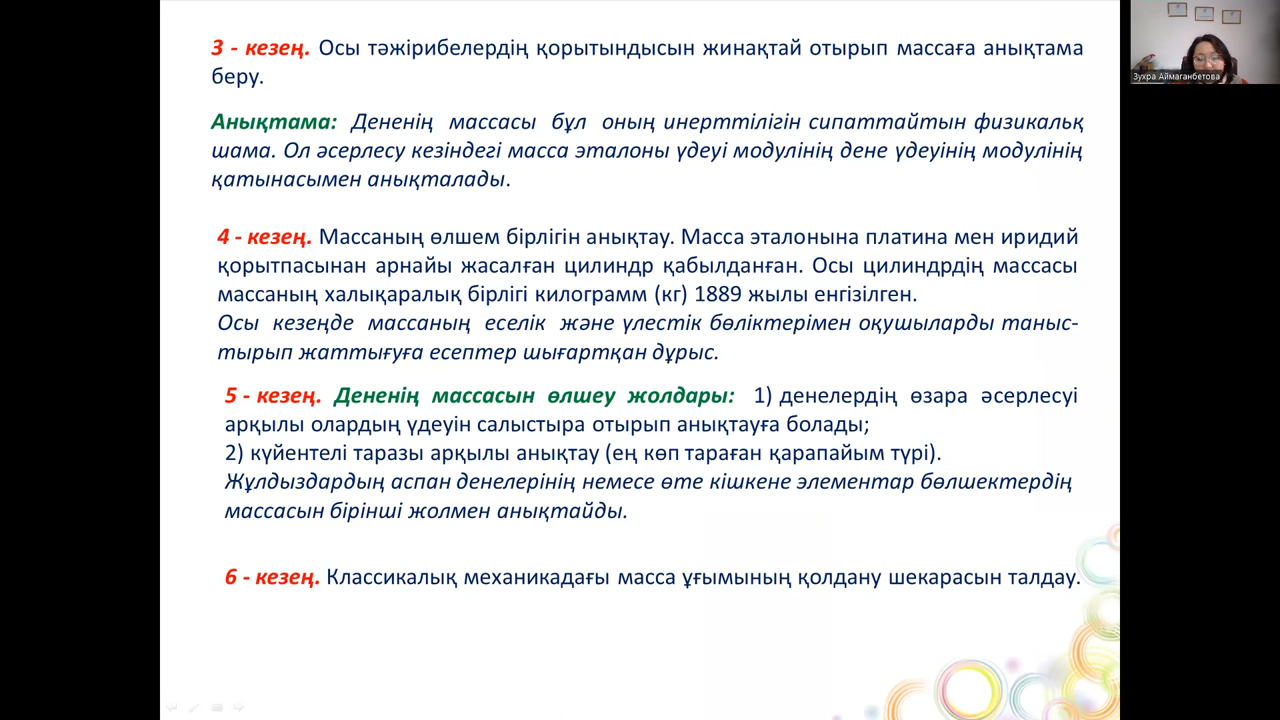 3 - кезең. Осы тәжірибелердің қорытындысын жинақтай отырып массаға анықтама
беру.
Анықтама: Дененің массасы бұл оның инерттілігін сипаттайтын физикалық
шама. Ол әсерлесу кезіндегі масса эталоны үдеуі модулінің дене үдеуінің модулінің
қатынасымен анықталады.
4 - кезең. Массаның өлшем бірлігін анықтау. Масса эталонына платина мен иридий
қорытпасынан арнайы жасалған цилиндр қабылданған. Осы цилиндрдің массасы
массаның халықаралық бірлігі килограмм (кг) 1889 жылы енгізілген.
Осы кезеңде массаның еселік және үлестік бөліктерімен оқушыларды таныс-
тырып жаттығуға есептер шығартқан дұрыс.
5 - кезең. Дененің массасын өлшеу жолдары: 1) денелердің өзара әсерлесуі
арқылы олардың үдеуін салыстыра отырып анықтауға болады;
2) күйентелі таразы арқылы анықтау (ең көп тараған қарапайым түрі).
Жұлдыздардың аспан денелерінің немесе өте кішкене элементар бөлшектердің
массасын бірінші жолмен анықтайды.
6 - кезең. Классикалық механикадағы масса ұғымының қолдану шекарасын талдау.
Зухра Аймаганбетова